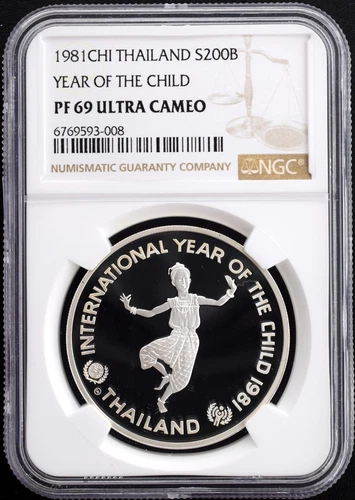 1981CHI THAILAND S200B
YEAR OF THE CHILD
PF 69 ULTRA CAMEO
6769593-008
NUMISMATIC GUARANTY COMPANY
NGC®
INTERNATIONAL YEAR OF THE CHILD 1981
THAILAND